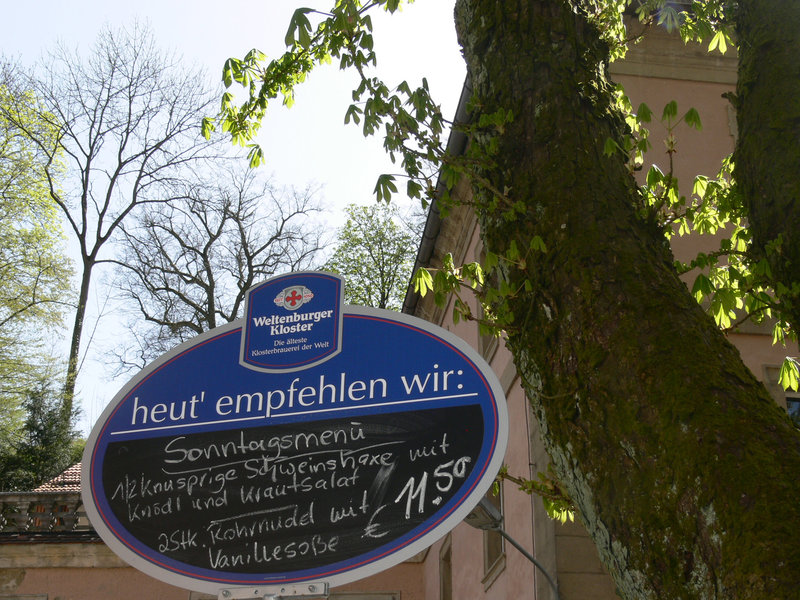 Weltenburger
Kloster
Die älteste
Klosterbrauerei der Welt
heut' empfehlen wir:
Sonntagsmenü
1/2 Knusprige Schweinshaxe mit
Knödl und Krautsalat
2Stk. Rohrnudl mit
Vanillesoße
€ 11.50